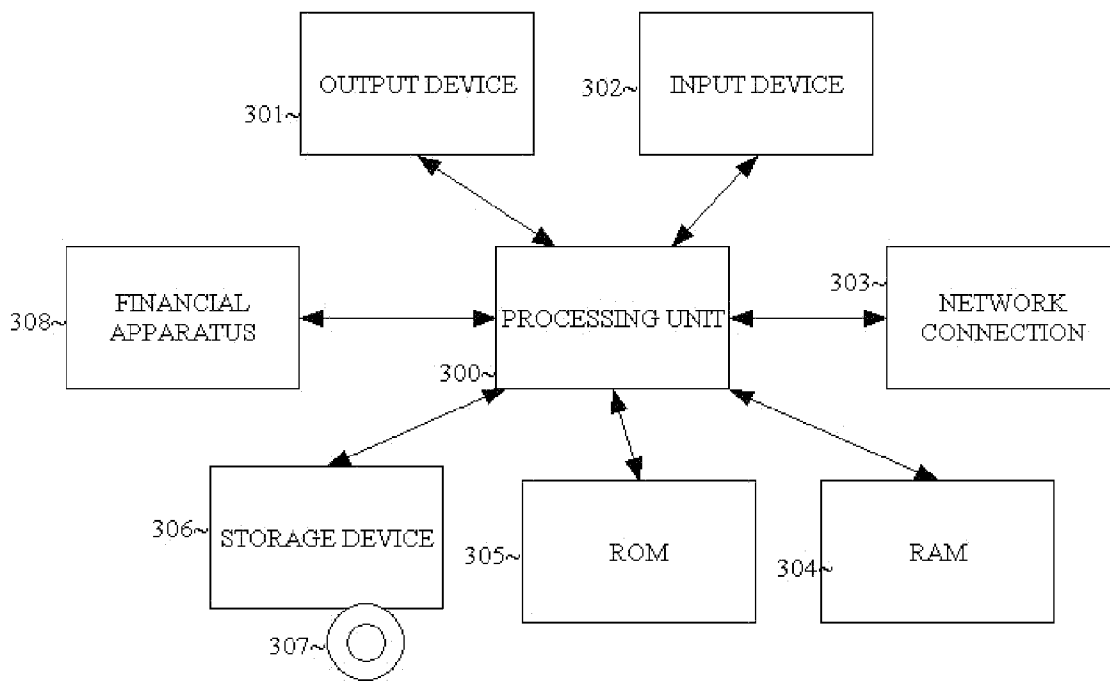 OUTPUT DEVICE
301~
INPUT DEVICE
302~
FINANCIAL
APPARATUS
308~
PROCESSING UNIT
300~
303~
NETWORK
CONNECTION
306~
STORAGE DEVICE
305~
ROM
304~
RAM
307~